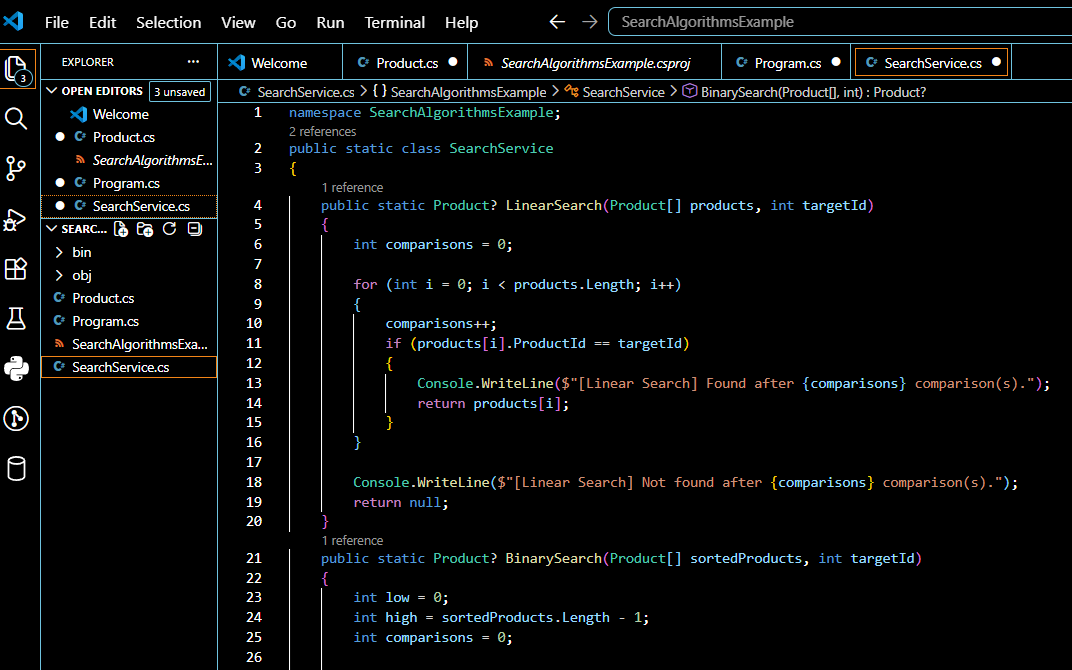 File Edit Selection View Go Run Terminal Help
SearchAlgorithmsExample
EXPLORER ...
Welcome
Product.cs
SearchAlgorithmsExample.csproj
Program.cs
SearchService.cs
3
OPEN EDITORS 3 unsaved
Welcome
Product.cs
SearchAlgorithmsE...
Program.cs
SearchService.cs
SEARC...
bin
obj
Product.cs
Program.cs
SearchAlgorithmsExa...
SearchService.cs
SearchService.cs > {} SearchAlgorithmsExample > SearchService > BinarySearch(Product[], int) : Product?
1 namespace SearchAlgorithmsExample;
2 references
2 public static class SearchService
3 {
1 reference
4 public static Product? LinearSearch(Product[] products, int targetId)
5 {
6 int comparisons = 0;
7
8 for (int i = 0; i < products.Length; i++)
9 {
10 comparisons++;
11 if (products[i].ProductId == targetId)
12 {
13 Console.WriteLine($"[Linear Search] Found after {comparisons} comparison(s).");
14 return products[i];
15 }
16 }
17
18 Console.WriteLine($"[Linear Search] Not found after {comparisons} comparison(s).");
19 return null;
20 }
1 reference
21 public static Product? BinarySearch(Product[] sortedProducts, int targetId)
22 {
23 int low = 0;
24 int high = sortedProducts.Length - 1;
25 int comparisons = 0;
26